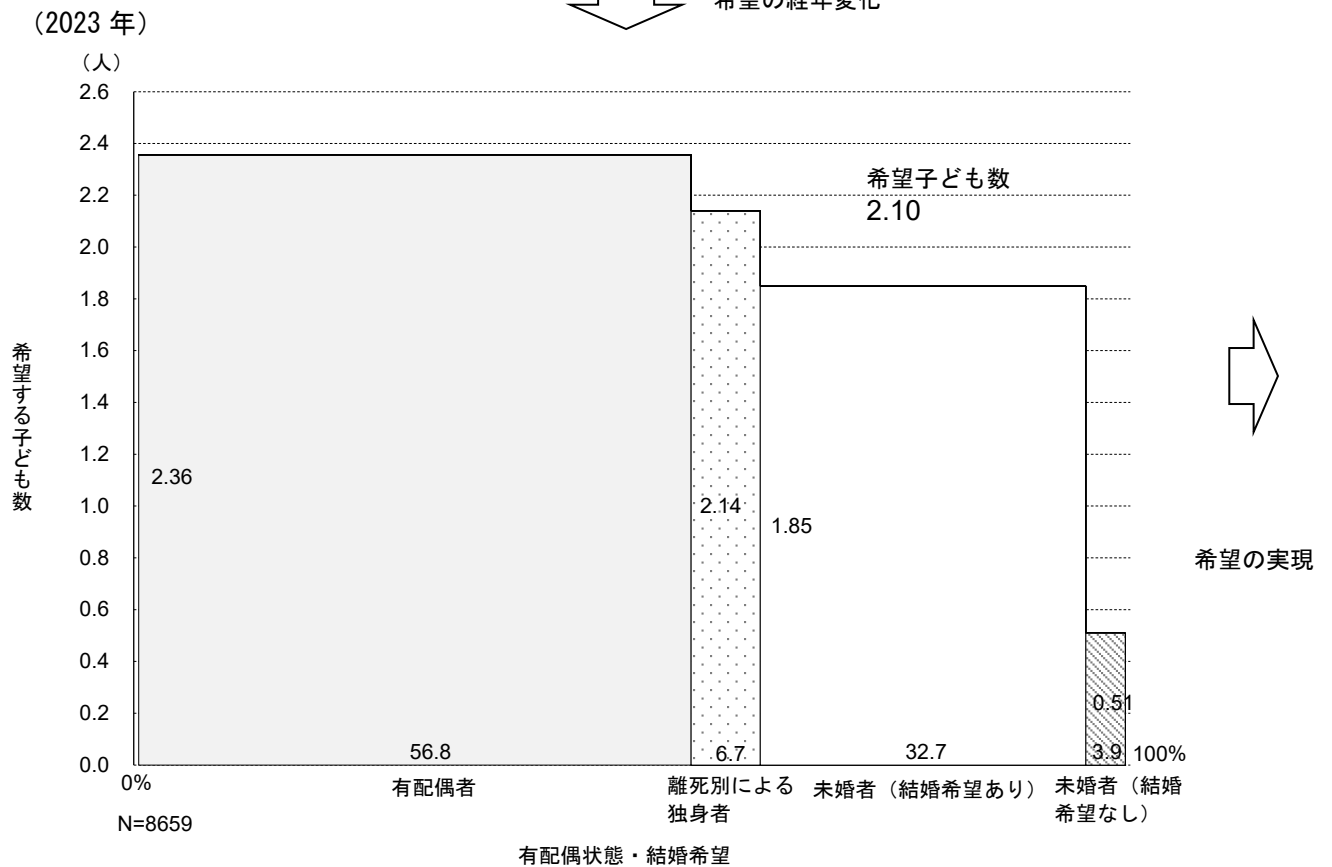 希望の経年変化
（2023 年）
（人）
2.6
2.4
2.2
2.0
1.8
1.6
1.4
1.2
1.0
0.8
0.6
0.4
0.2
0.0
希望する子ども数
希望子ども数
2.10
2.36
2.14
1.85
0.51
56.8
6.7
32.7
3.9
0%
100%
有配偶者
離死別による
独身者
未婚者（結婚希望あり）
未婚者（結婚
希望なし）
N=8659
有配偶状態・結婚希望
希望の実現